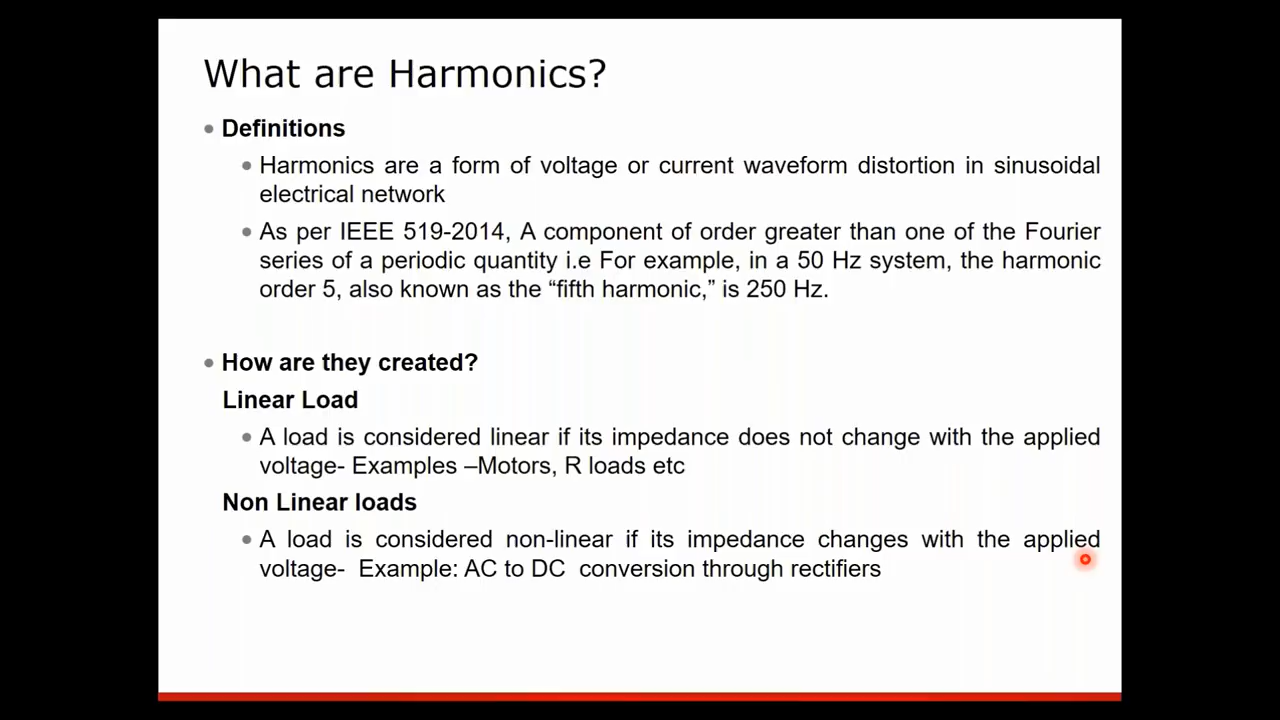 What are Harmonics?
Definitions
Harmonics are a form of voltage or current waveform distortion in sinusoidal
electrical network
As per IEEE 519-2014, A component of order greater than one of the Fourier
series of a periodic quantity i.e For example, in a 50 Hz system, the harmonic
order 5, also known as the “fifth harmonic,” is 250 Hz.
How are they created?
Linear Load
A load is considered linear if its impedance does not change with the applied
voltage- Examples –Motors, R loads etc
Non Linear loads
A load is considered non-linear if its impedance changes with the applied
voltage- Example: AC to DC conversion through rectifiers